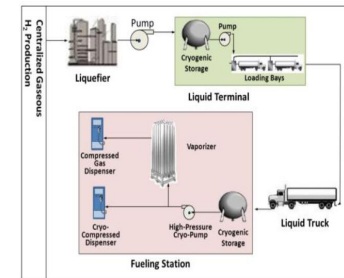 Centralized Gaseous
H₂ Production
Pump
Liquefier
Pump
Cryogenic
Storage
Loading Bays
Liquid Terminal
Vaporizer
Compressed
Gas
Dispenser
Cryo-
Compressed
Dispenser
High-Pressure
Cryo-Pump
Cryogenic
Storage
Fueling Station
Liquid Truck